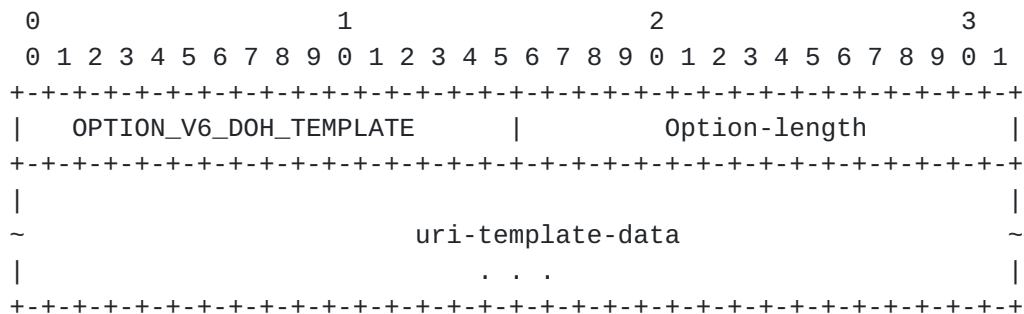 0                   1                   2                   3
 0 1 2 3 4 5 6 7 8 9 0 1 2 3 4 5 6 7 8 9 0 1 2 3 4 5 6 7 8 9 0 1
+-+-+-+-+-+-+-+-+-+-+-+-+-+-+-+-+-+-+-+-+-+-+-+-+-+-+-+-+-+-+-+-+
|   OPTION_V6_DOH_TEMPLATE      |         Option-length         |
+-+-+-+-+-+-+-+-+-+-+-+-+-+-+-+-+-+-+-+-+-+-+-+-+-+-+-+-+-+-+-+-+
|                                                               |
~                         uri-template-data                     ~
|                             . . .                             |
+-+-+-+-+-+-+-+-+-+-+-+-+-+-+-+-+-+-+-+-+-+-+-+-+-+-+-+-+-+-+-+-+